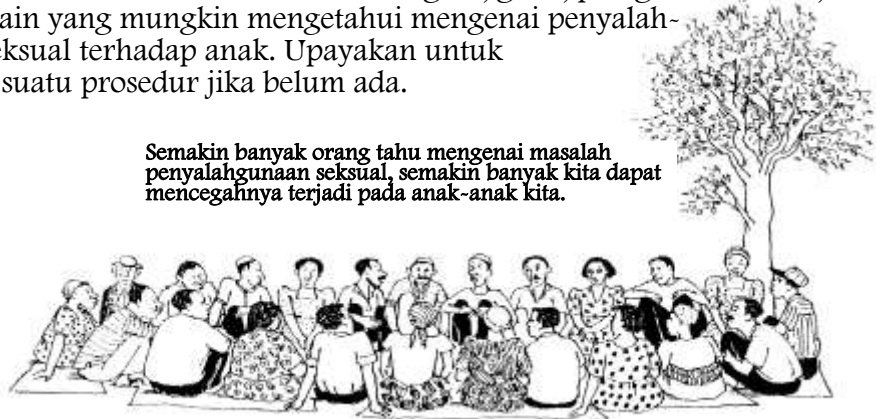 ain yang mungkin mengetahui mengenai penyalah-
eksual terhadap anak. Upayakan untuk
suatu prosedur jika belum ada.
Semakin banyak orang tahu mengenai masalah
penyalahgunaan seksual, semakin banyak kita dapat
mencegahnya terjadi pada anak-anak kita.